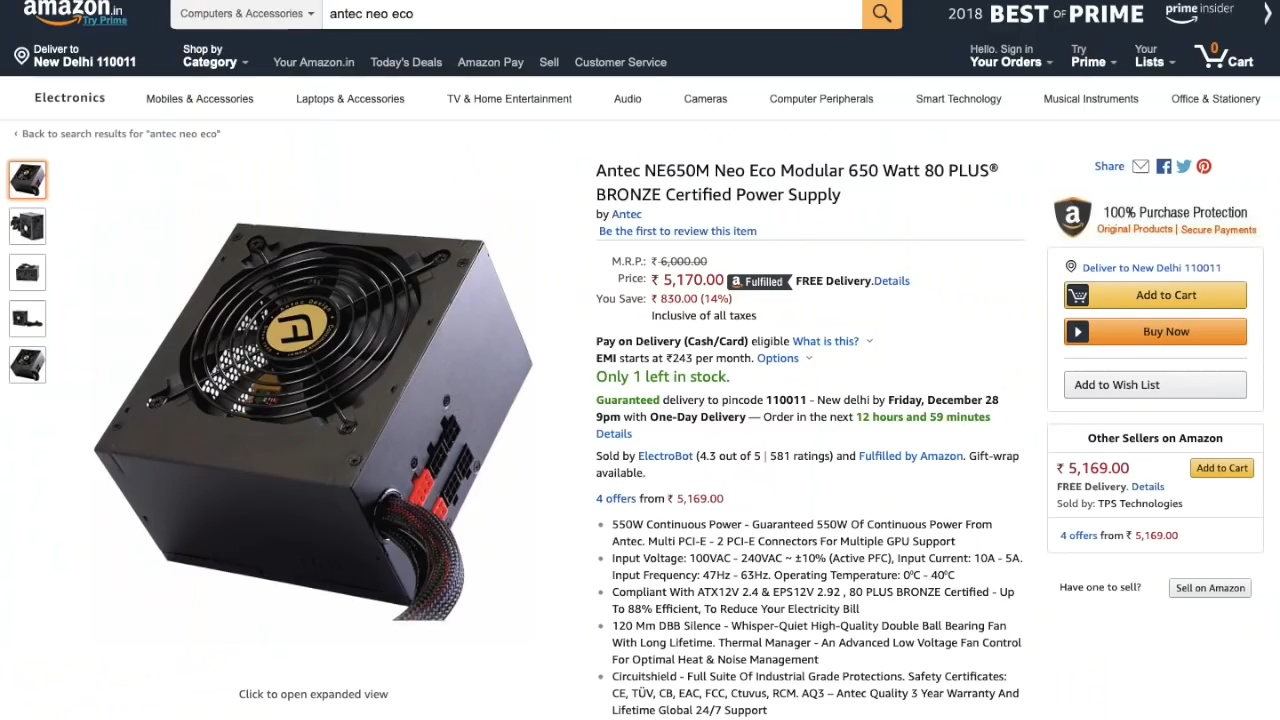 amazon.in
Try Prime
Computers & Accessories
antec neo eco
2018 BEST OF PRIME
prime insider
Deliver to
New Delhi 110011
Shop by
Category
Your Amazon.in
Today's Deals
Amazon Pay
Sell
Customer Service
Hello. Sign in
Your Orders
Try
Prime
Your
Lists
0
Cart
Electronics
Mobiles & Accessories
Laptops & Accessories
TV & Home Entertainment
Audio
Cameras
Computer Peripherals
Smart Technology
Musical Instruments
Office & Stationery
‹ Back to search results for "antec neo eco"
Click to open expanded view
Antec NE650M Neo Eco Modular 650 Watt 80 PLUS®
BRONZE Certified Power Supply
by Antec
Be the first to review this item
M.R.P.: ₹ 6,000.00
Price: ₹ 5,170.00 a Fulfilled FREE Delivery.Details
You Save: ₹ 830.00 (14%)
Inclusive of all taxes
Pay on Delivery (Cash/Card) eligible What is this?
EMI starts at ₹243 per month. Options
Only 1 left in stock.
Guaranteed delivery to pincode 110011 - New delhi by Friday, December 28
9pm with One-Day Delivery — Order in the next 12 hours and 59 minutes
Details
Sold by ElectroBot (4.3 out of 5 | 581 ratings) and Fulfilled by Amazon. Gift-wrap
available.
4 offers from ₹ 5,169.00
• 550W Continuous Power - Guaranteed 550W Of Continuous Power From
Antec. Multi PCI-E - 2 PCI-E Connectors For Multiple GPU Support
• Input Voltage: 100VAC - 240VAC ~ ±10% (Active PFC), Input Current: 10A - 5A.
Input Frequency: 47Hz - 63Hz. Operating Temperature: 0ºC - 40ºC
• Compliant With ATX12V 2.4 & EPS12V 2.92 , 80 PLUS BRONZE Certified - Up
To 88% Efficient, To Reduce Your Electricity Bill
• 120 Mm DBB Silence - Whisper-Quiet High-Quality Double Ball Bearing Fan
With Long Lifetime. Thermal Manager - An Advanced Low Voltage Fan Control
For Optimal Heat & Noise Management
• Circuitshield - Full Suite Of Industrial Grade Protections. Safety Certificates:
CE, TÜV, CB, EAC, FCC, Ctuvus, RCM. AQ3 – Antec Quality 3 Year Warranty And
Lifetime Global 24/7 Support
Share
a
100% Purchase Protection
Original Products | Secure Payments
Deliver to New Delhi 110011
Add to Cart
Buy Now
Add to Wish List
Other Sellers on Amazon
₹ 5,169.00
Add to Cart
FREE Delivery. Details
Sold by: TPS Technologies
4 offers from ₹ 5,169.00
Have one to sell?
Sell on Amazon